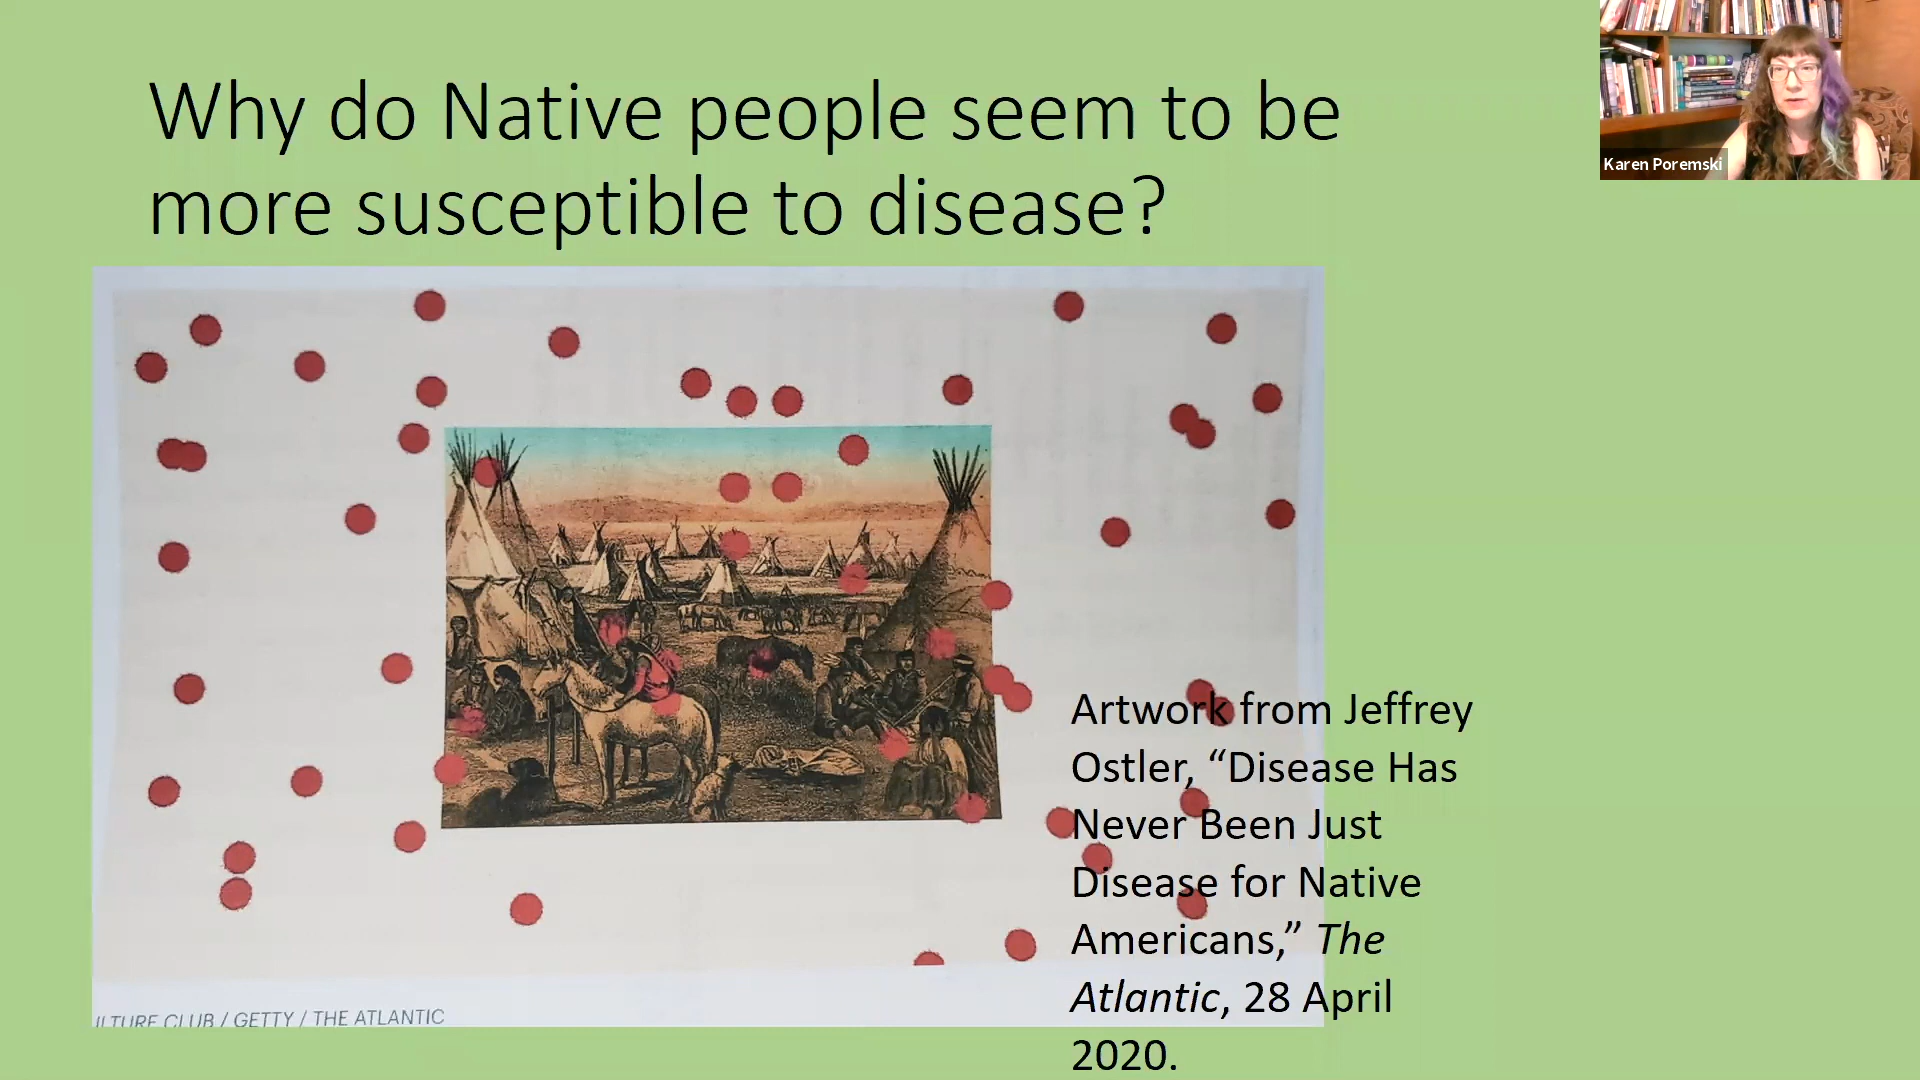 Why do Native people seem to be
more susceptible to disease?
Karen Poremski
Artwork from Jeffrey
Ostler, “Disease Has
Never Been Just
Disease for Native
Americans,” The
Atlantic, 28 April
2020.
CLUB / GETTY / THE ATLANTIC